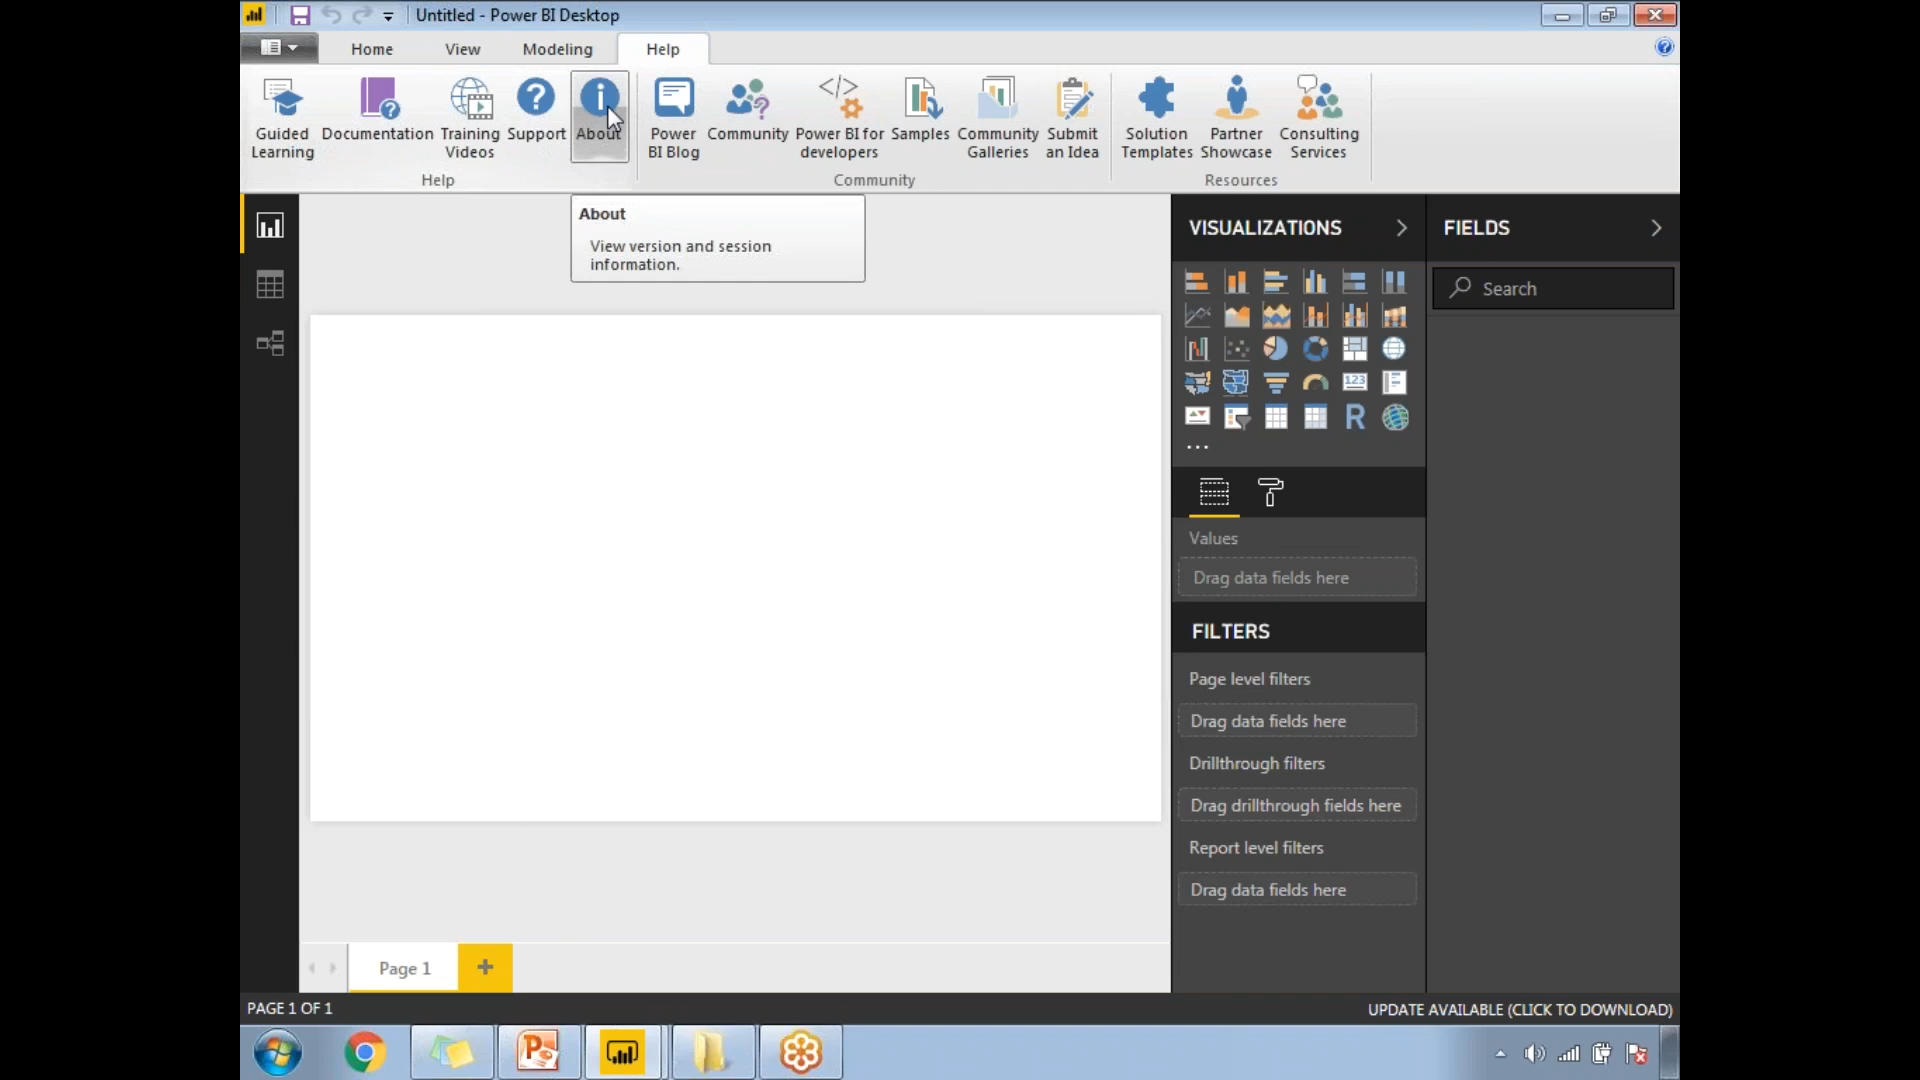 Untitled - Power BI Desktop
Home View Modeling Help
Guided Learning
Documentation
Training Videos
Support
About
Power BI Blog
Community
Power BI for developers
Samples
Community Galleries
Submit an Idea
Solution Templates
Partner Showcase
Consulting Services
Help Community Resources
About
View version and session
information.
VISUALIZATIONS
FIELDS
Search
123
R
Values
Drag data fields here
FILTERS
Page level filters
Drag data fields here
Drillthrough filters
Drag drillthrough fields here
Report level filters
Drag data fields here
Page 1
PAGE 1 OF 1
UPDATE AVAILABLE (CLICK TO DOWNLOAD)